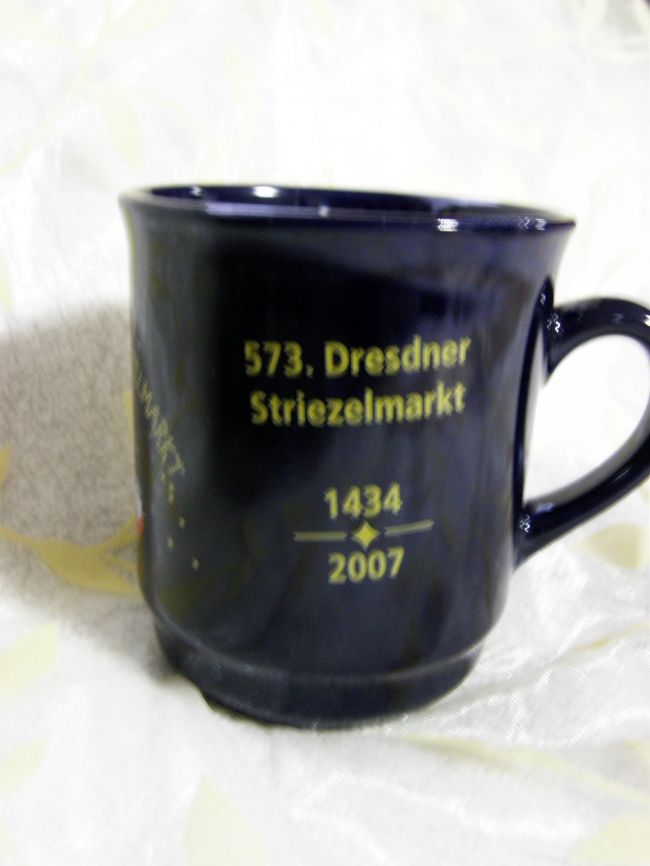 573. Dresdner
Striezelmarkt
1434
2007